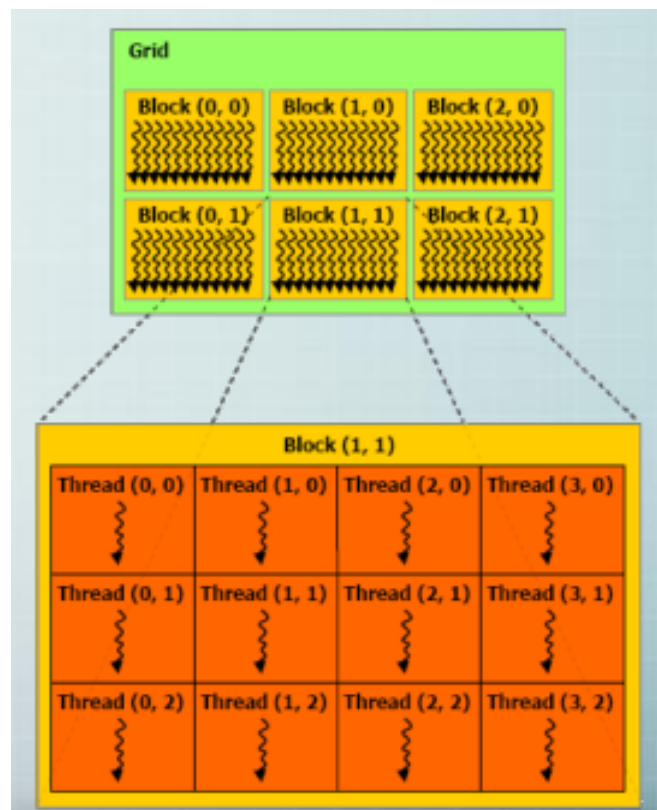 Grid
Block (0, 0) Block (1, 0) Block (2, 0)
Block (0, 1) Block (1, 1) Block (2, 1)
Block (1, 1)
Thread (0, 0) Thread (1, 0) Thread (2, 0) Thread (3, 0)
Thread (0, 1) Thread (1, 1) Thread (2, 1) Thread (3, 1)
Thread (0, 2) Thread (1, 2) Thread (2, 2) Thread (3, 2)